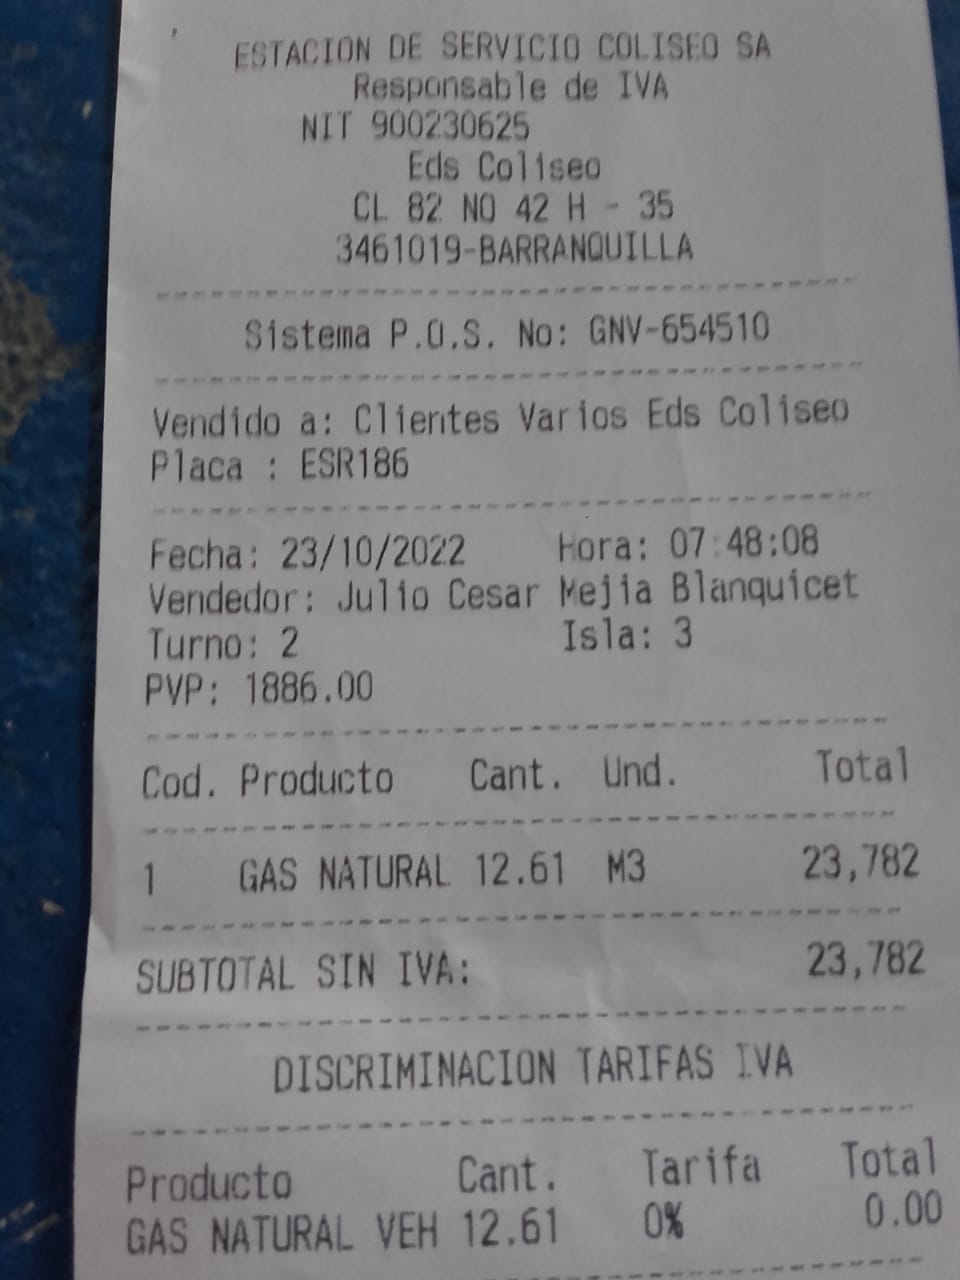 ESTACION DE SERVICIO COLISEO SA
Responsable de IVA
NIT 900230625
Eds Coliseo
CL 82 NO 42 H - 35
3461019-BARRANQUILLA
Sistema P.O.S. No: GNV-654510
Vendido a: Clientes Varios Eds Coliseo
Placa : ESR186
Fecha: 23/10/2022 Hora: 07:48:08
Vendedor: Julio Cesar Mejia Blanquicet
Turno: 2 Isla: 3
PVP: 1886.00
Cod. Producto Cant. Und. Total
1 GAS NATURAL 12.61 M3 23,782
SUBTOTAL SIN IVA: 23,782
DISCRIMINACION TARIFAS IVA
Producto Cant. Tarifa Total
GAS NATURAL VEH 12.61 0% 0.00